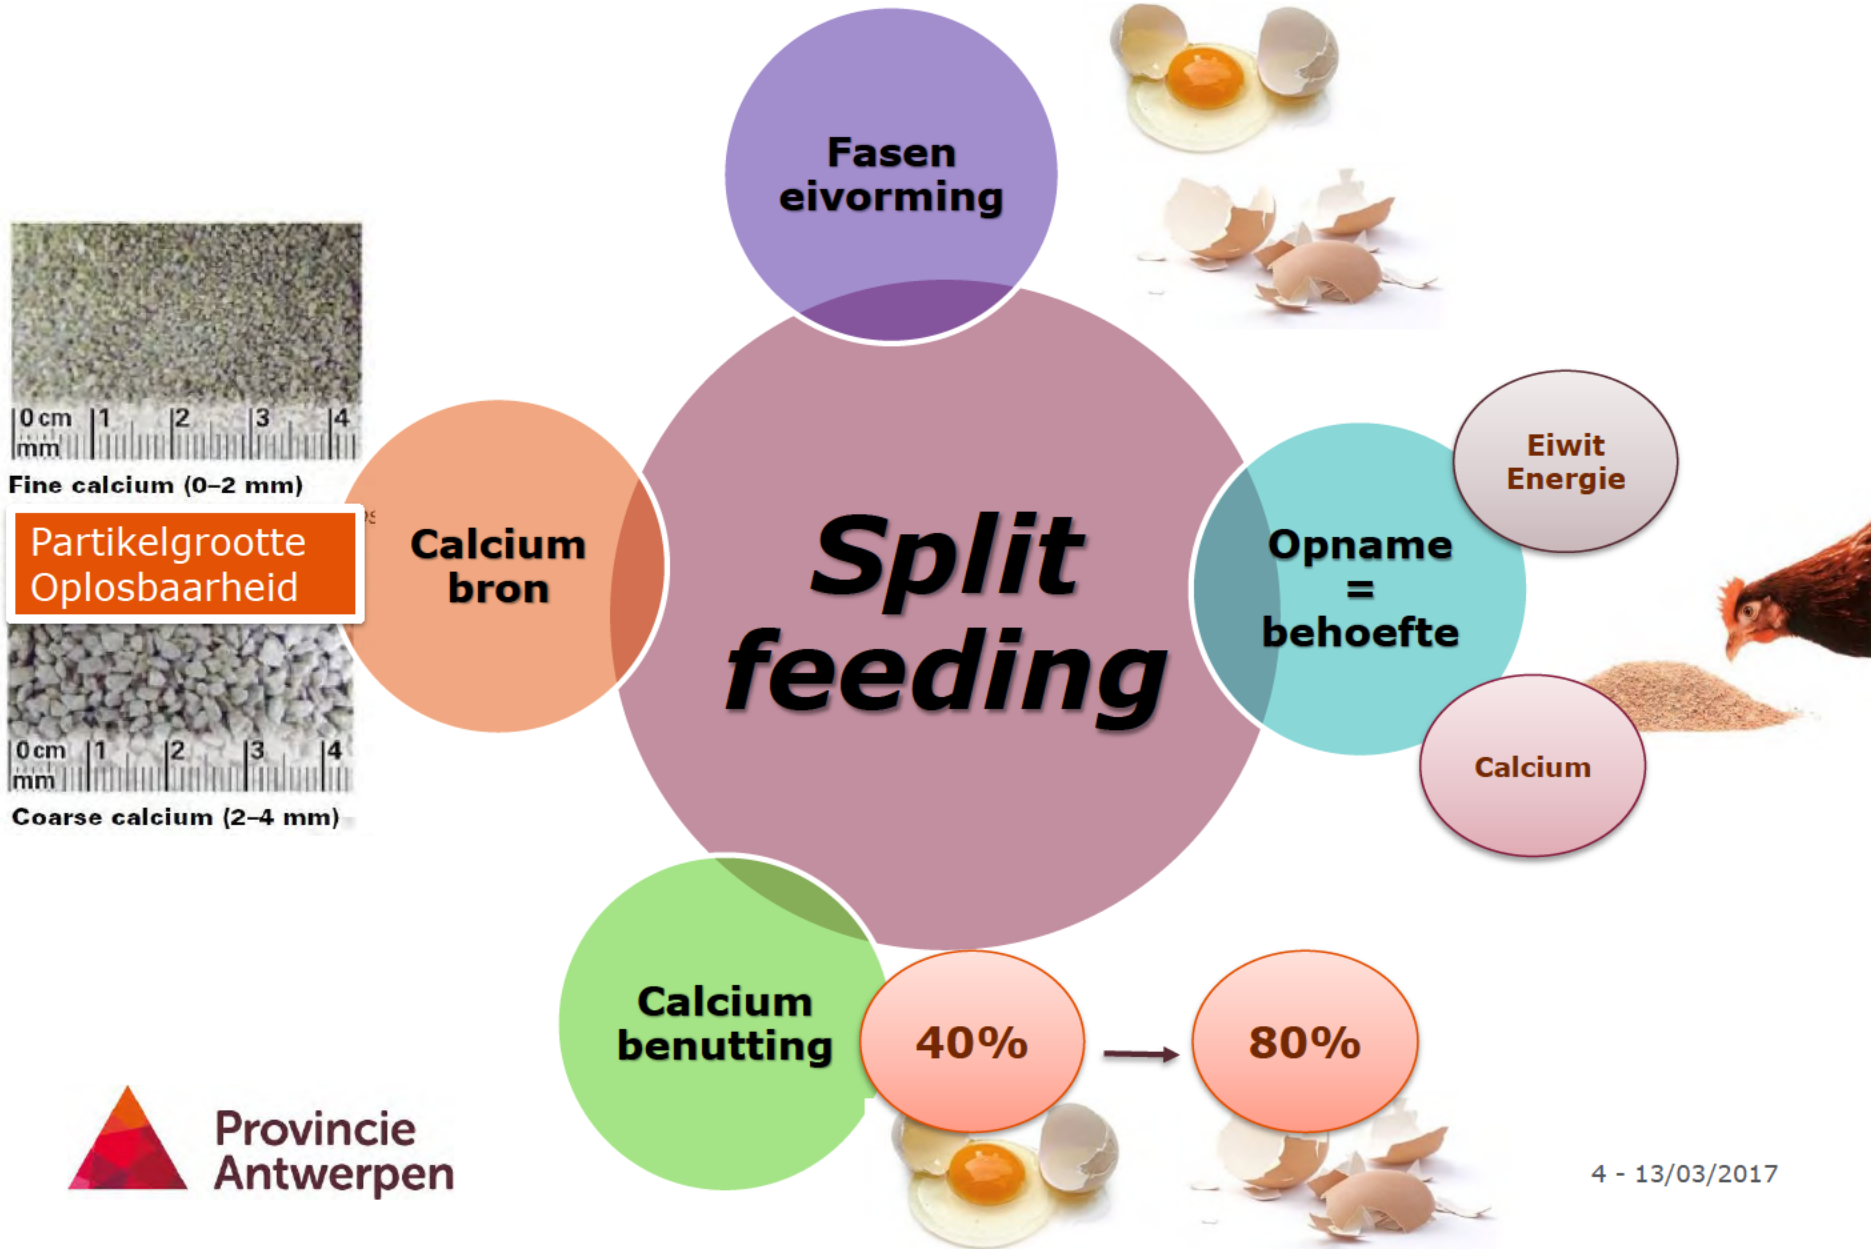 Fasen
eivorming
0 cm 1 2 3 4
mm
Fine calcium (0–2 mm)
Partikelgrootte
Oplosbaarheid
0 cm 1 2 3 4
mm
Coarse calcium (2–4 mm)
Calcium
bron
Split
feeding
Opname
=
behoefte
Eiwit
Energie
Calcium
Calcium
benutting
40%
80%
Provincie
Antwerpen
4 - 13/03/2017